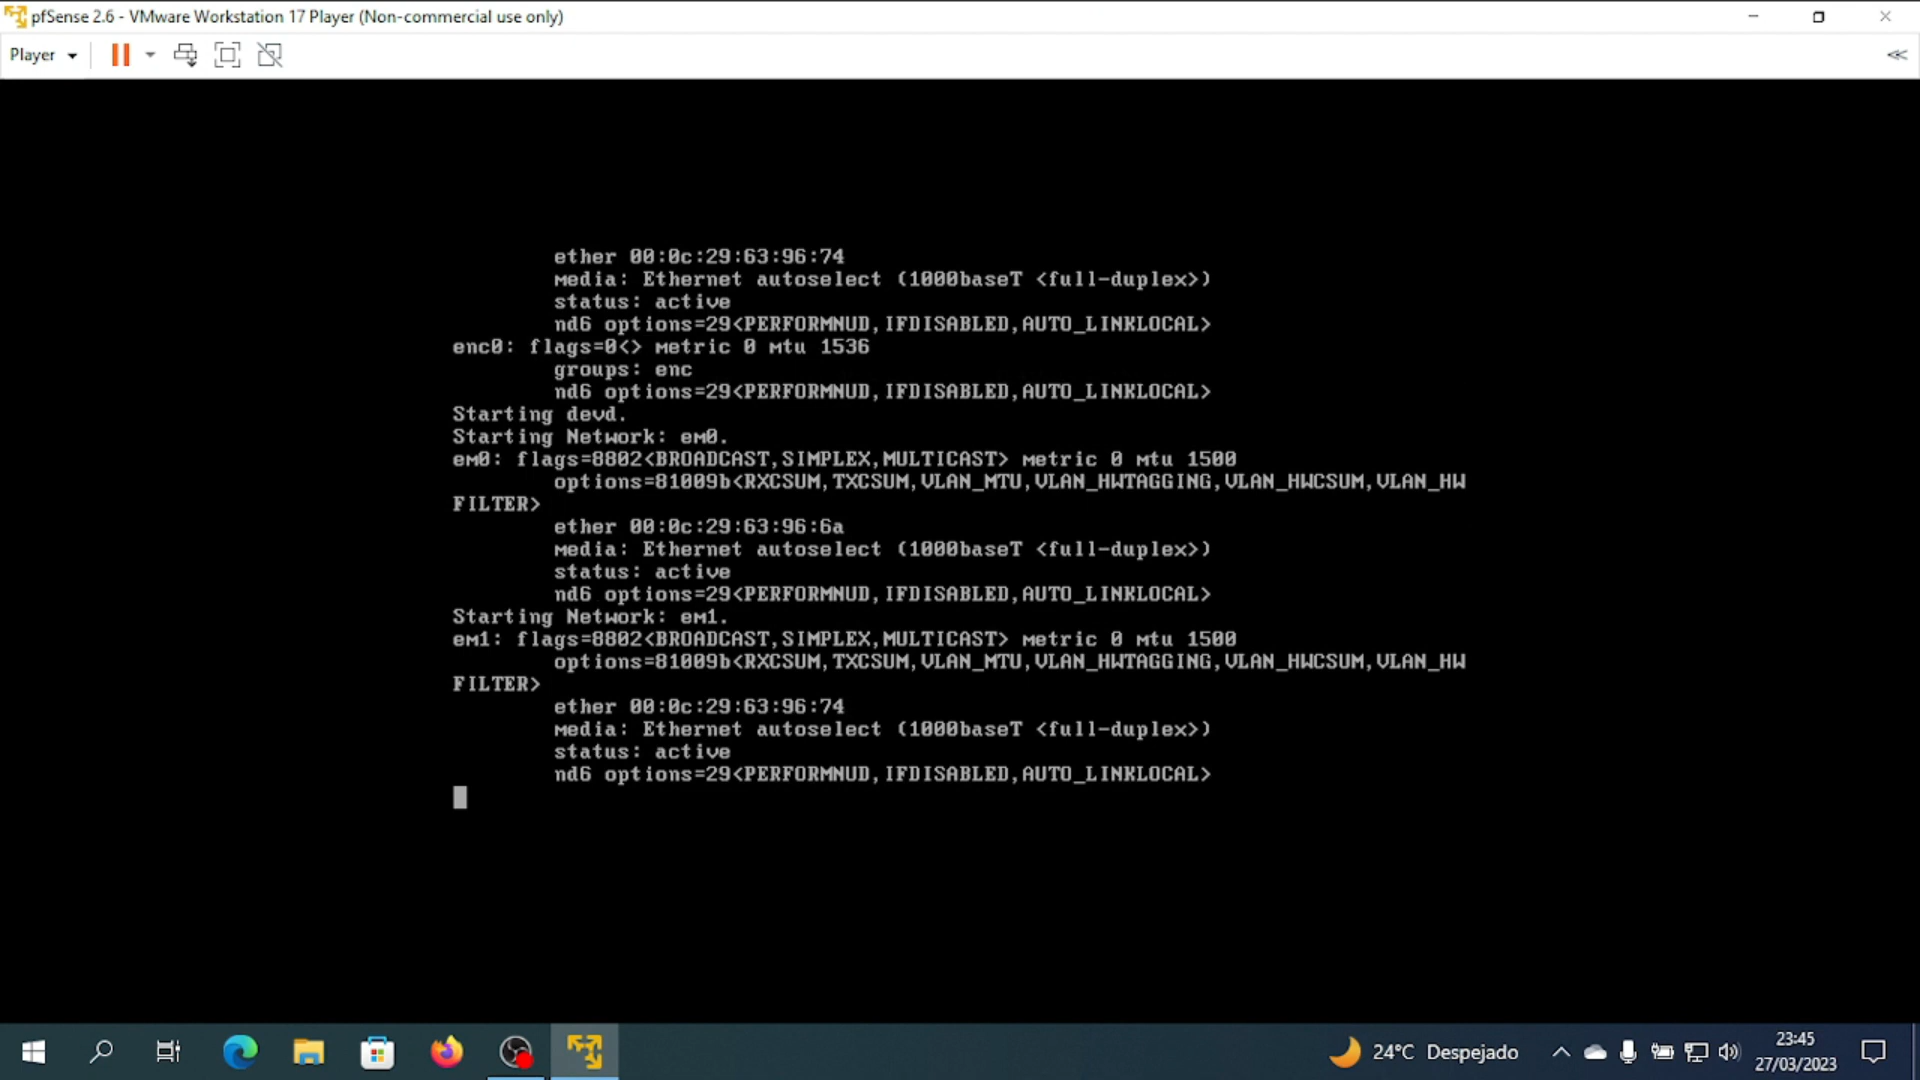 pfSense 2.6 - VMware Workstation 17 Player (Non-commercial use only)
Player
ether 00:0c:29:63:96:74
media: Ethernet autoselect (1000baseT <full-duplex>)
status: active
nd6 options=29<PERFORMNUD,IFDISABLED,AUTO_LINKLOCAL>
enc0: flags=0<> metric 0 mtu 1536
groups: enc
nd6 options=29<PERFORMNUD,IFDISABLED,AUTO_LINKLOCAL>
Starting devd.
Starting Network: em0.
em0: flags=8802<BROADCAST,SIMPLEX,MULTICAST> metric 0 mtu 1500
options=81009b<RXCSUM,TXCSUM,VLAN_MTU,VLAN_HWTAGGING,VLAN_HWCSUM,VLAN_HW
FILTER>
ether 00:0c:29:63:96:6a
media: Ethernet autoselect (1000baseT <full-duplex>)
status: active
nd6 options=29<PERFORMNUD,IFDISABLED,AUTO_LINKLOCAL>
Starting Network: em1.
em1: flags=8802<BROADCAST,SIMPLEX,MULTICAST> metric 0 mtu 1500
options=81009b<RXCSUM,TXCSUM,VLAN_MTU,VLAN_HWTAGGING,VLAN_HWCSUM,VLAN_HW
FILTER>
ether 00:0c:29:63:96:74
media: Ethernet autoselect (1000baseT <full-duplex>)
status: active
nd6 options=29<PERFORMNUD,IFDISABLED,AUTO_LINKLOCAL>
24°C Despejado
23:45
27/03/2023